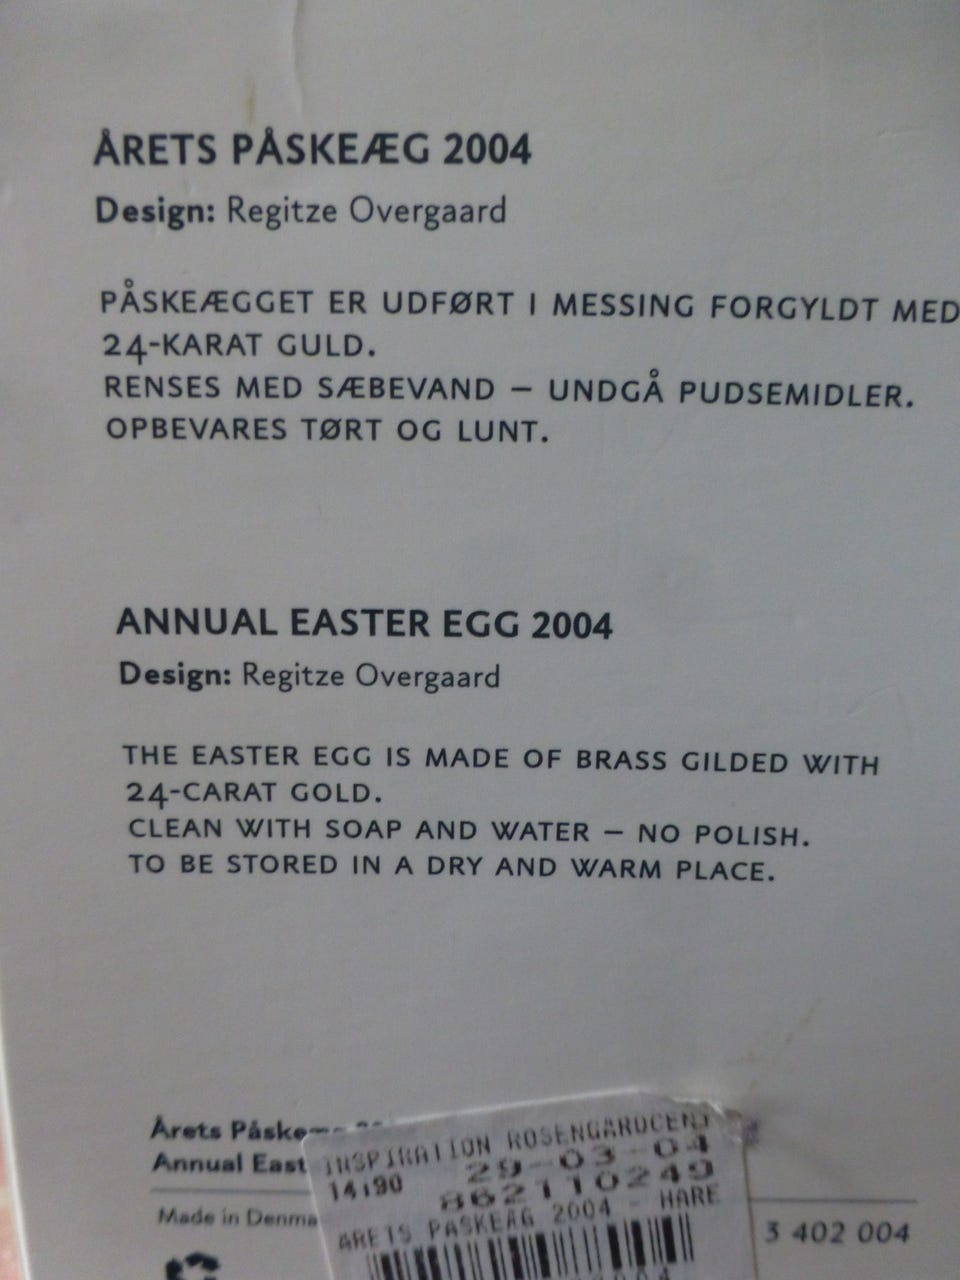 ÅRETS PÅSKEÆG 2004
Design: Regitze Overgaard
PÅSKEÆGGET ER UDFØRT I MESSING FORGYLDT MED
24-KARAT GULD.
RENSES MED SÆBEVAND – UNDGÅ PUDSEMIDLER.
OPBEVARES TØRT OG LUNT.
ANNUAL EASTER EGG 2004
Design: Regitze Overgaard
THE EASTER EGG IS MADE OF BRASS GILDED WITH
24-CARAT GOLD.
CLEAN WITH SOAP AND WATER – NO POLISH.
TO BE STORED IN A DRY AND WARM PLACE.
Årets Påske
Annual East
Made in Denma
INSPIRATION ROSENGARDCENT
29-03-04
14:90 862110249
ARETS PASKEAG 2004 - HARE
3 402 004